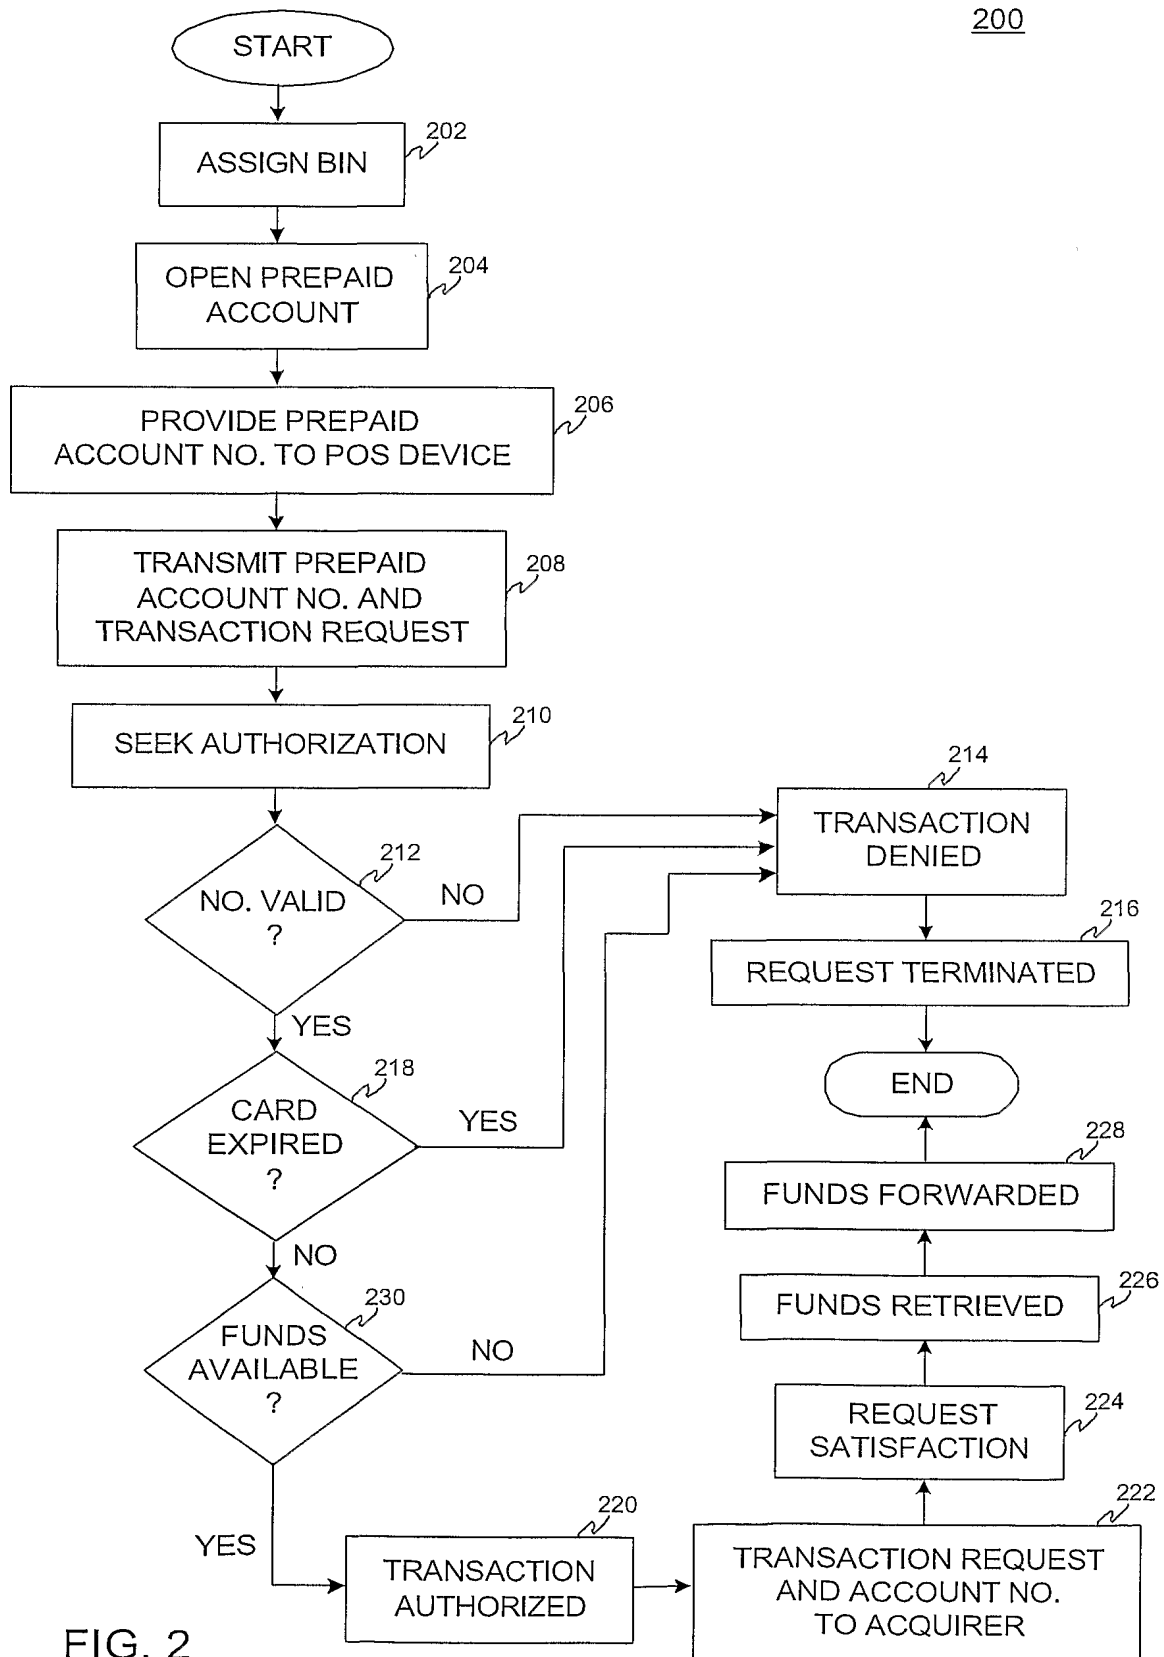 200
START
202
ASSIGN BIN
204
OPEN PREPAID
ACCOUNT
206
PROVIDE PREPAID
ACCOUNT NO. TO POS DEVICE
208
TRANSMIT PREPAID
ACCOUNT NO. AND
TRANSACTION REQUEST
210
SEEK AUTHORIZATION
212
NO. VALID
?
NO
YES
214
TRANSACTION
DENIED
216
REQUEST TERMINATED
END
218
CARD
EXPIRED
?
YES
NO
230
FUNDS
AVAILABLE
?
NO
YES
220
TRANSACTION
AUTHORIZED
222
TRANSACTION REQUEST
AND ACCOUNT NO.
TO ACQUIRER
224
REQUEST
SATISFACTION
226
FUNDS RETRIEVED
228
FUNDS FORWARDED
FIG. 2